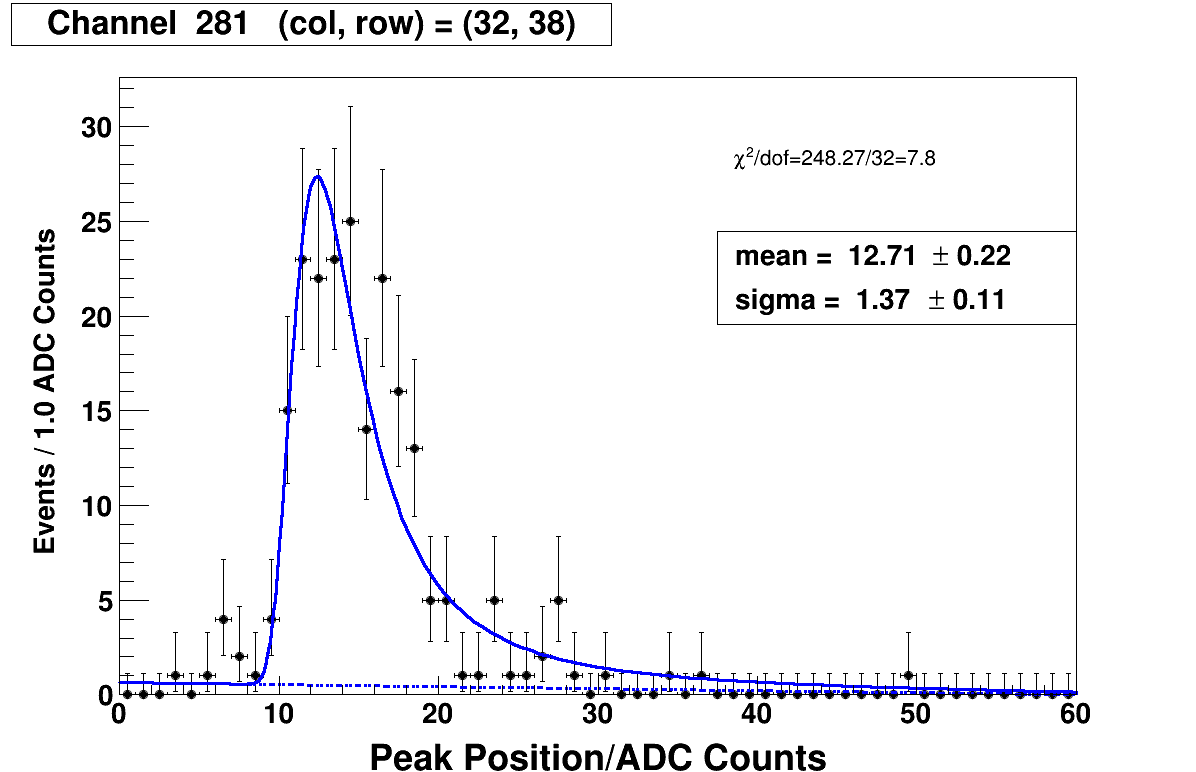 Channel  281   (col, row) = (32, 38)
χ²/dof=248.27/32=7.8
mean =  12.71  ± 0.22
sigma =  1.37  ± 0.11
Events / 1.0 ADC Counts
30
25
20
15
10
5
0
0 10 20 30 40 50 60
Peak Position/ADC Counts